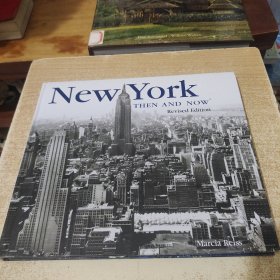 New York
THEN AND NOW
Revised Edition
Marcia Reiss